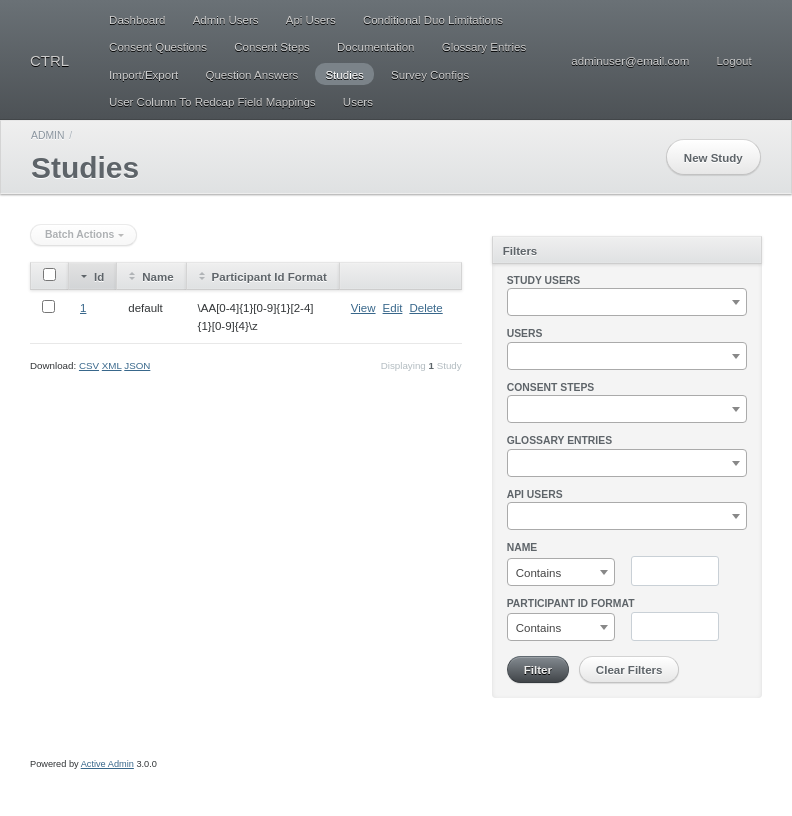 CTRL
Dashboard Admin Users Api Users Conditional Duo Limitations
Consent Questions Consent Steps Documentation Glossary Entries
Import/Export Question Answers Studies Survey Configs
User Column To Redcap Field Mappings Users
adminuser@email.com Logout
ADMIN /
Studies
New Study
Batch Actions
Id Name Participant Id Format
1 default \AA[0-4]{1}[0-9]{1}[2-4]
{1}[0-9]{4}\z
View Edit Delete
Download: CSV XML JSON
Displaying 1 Study
Filters
STUDY USERS
USERS
CONSENT STEPS
GLOSSARY ENTRIES
API USERS
NAME
Contains
PARTICIPANT ID FORMAT
Contains
Filter Clear Filters
Powered by Active Admin 3.0.0